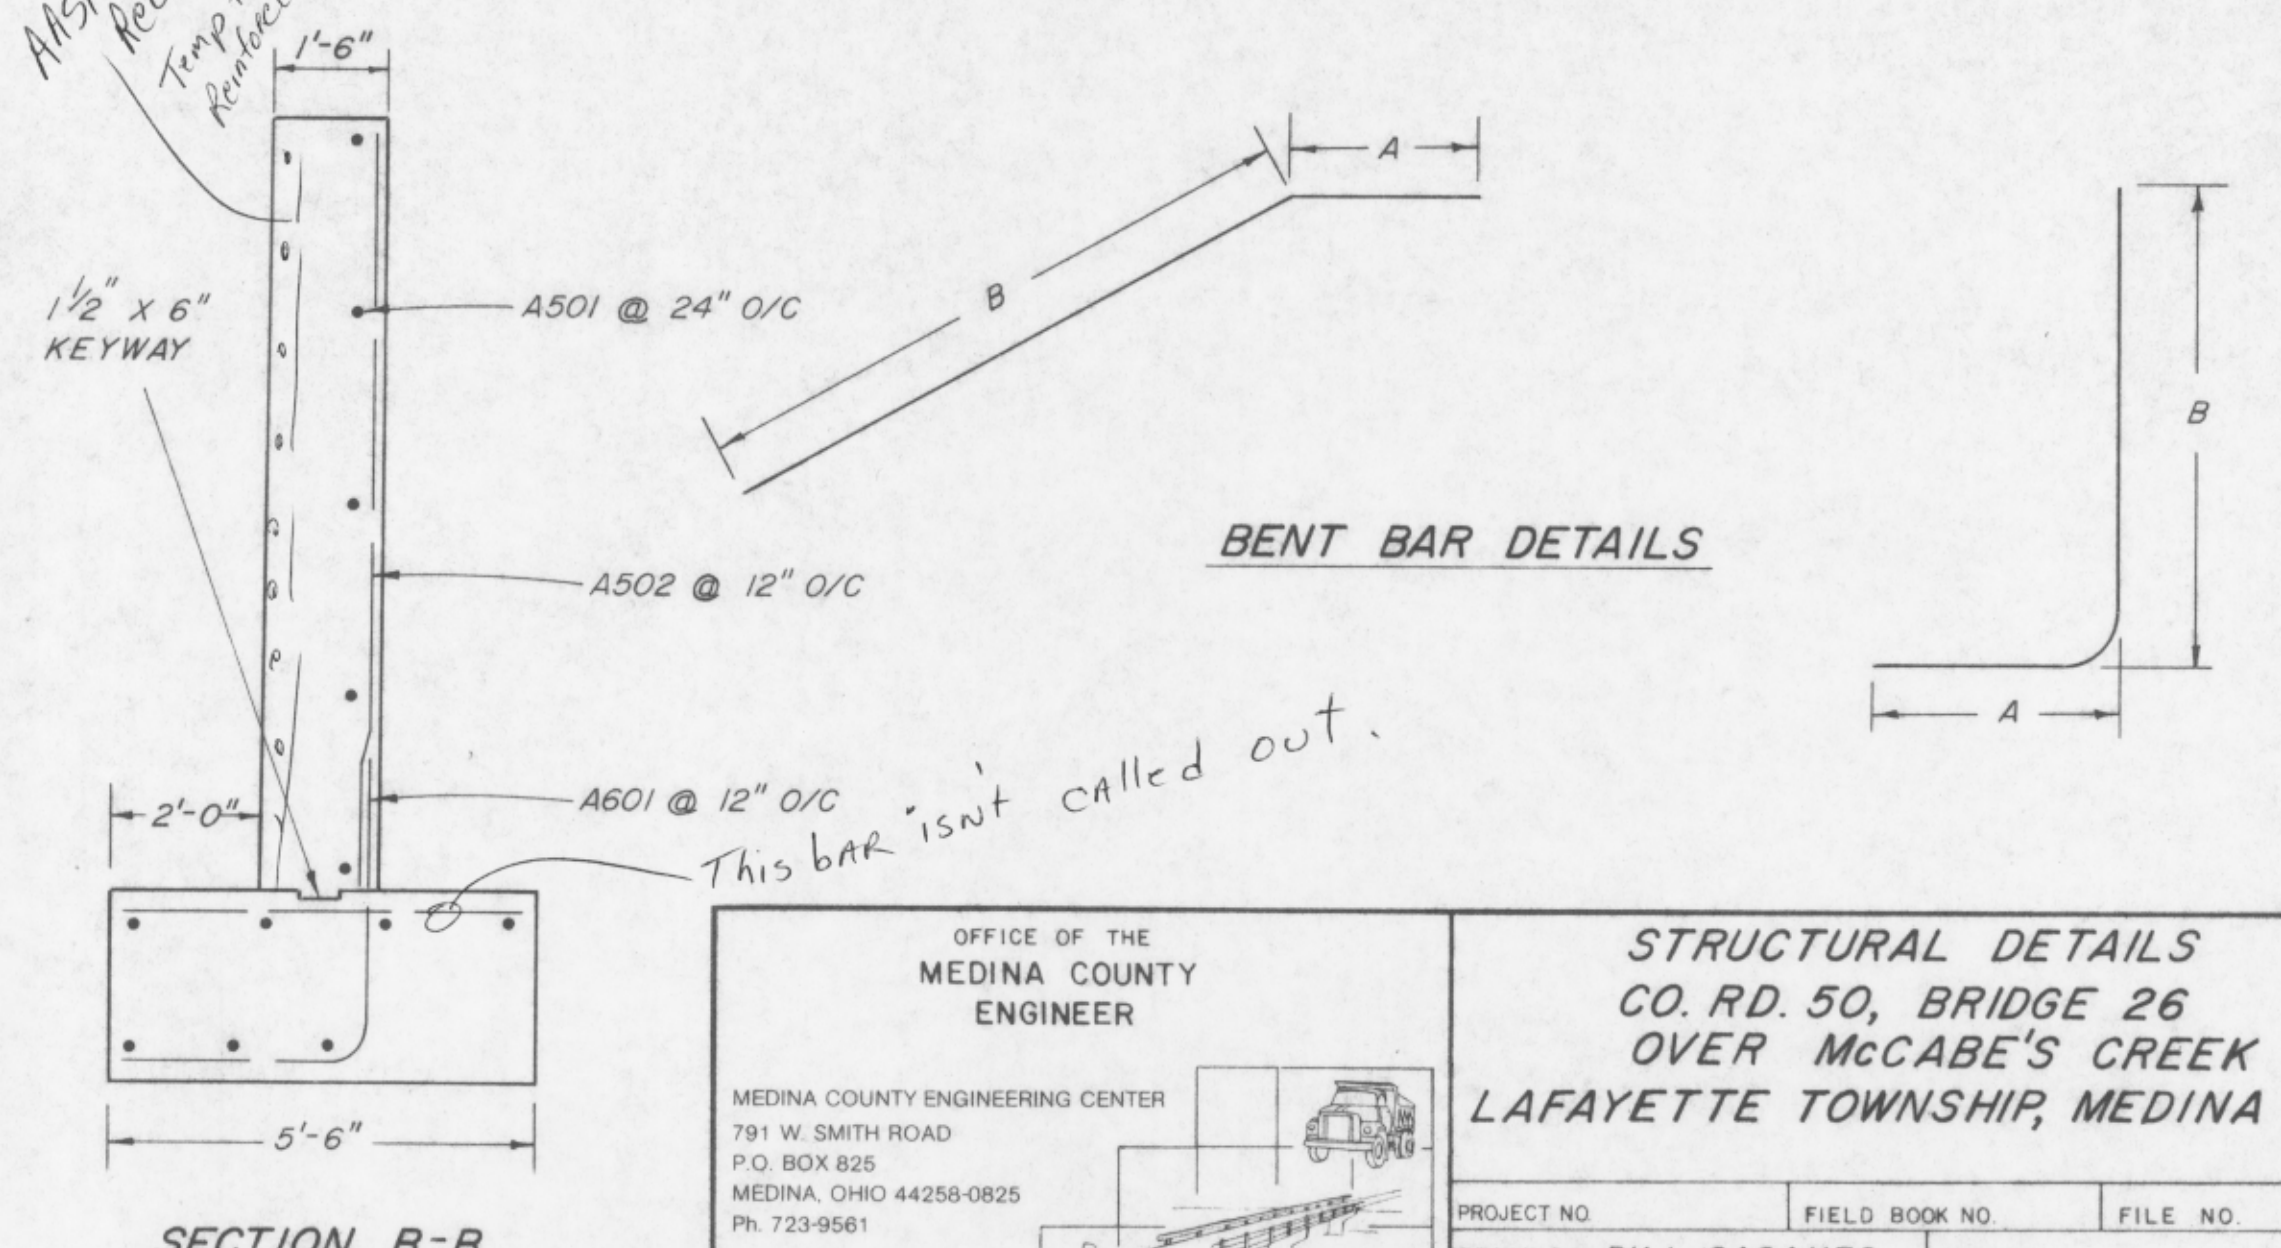 Temp
1'-6"
A
1 1/2" X 6"
KEYWAY
A501 @ 24" O/C
B
B
BENT BAR DETAILS
A502 @ 12" O/C
A
A601 @ 12" O/C
2'-0"
This bAR isn't cAlled out.
5'-6"
SECTION B-B
OFFICE OF THE
MEDINA COUNTY
ENGINEER
MEDINA COUNTY ENGINEERING CENTER
791 W. SMITH ROAD
P.O. BOX 825
MEDINA, OHIO 44258-0825
Ph. 723-9561
STRUCTURAL DETAILS
CO. RD. 50, BRIDGE 26
OVER McCABE'S CREEK
LAFAYETTE TOWNSHIP, MEDINA
PROJECT NO.
FIELD BOOK NO.
FILE NO.